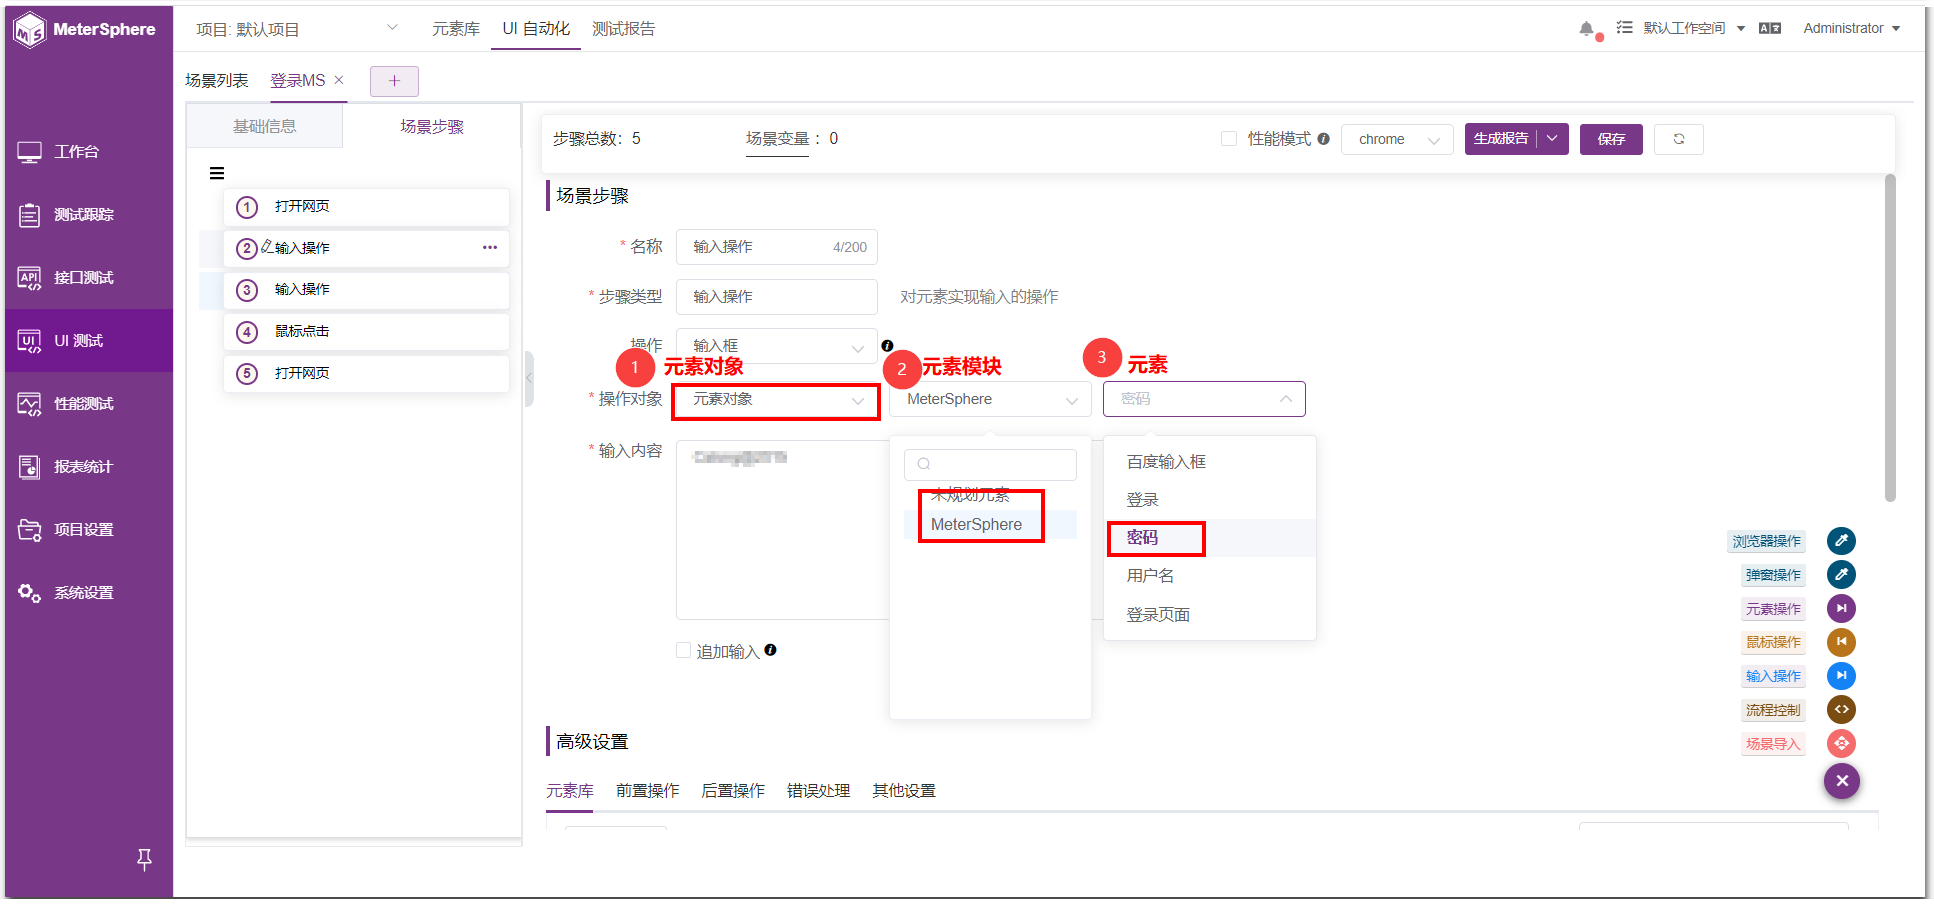 MeterSphere
项目: 默认项目
元素库
UI 自动化
测试报告
默认工作空间
Administrator
场景列表
登录MS
基础信息
场景步骤
步骤总数: 5
场景变量 : 0
性能模式
chrome
生成报告
保存
工作台
测试跟踪
接口测试
UI 测试
性能测试
报表统计
项目设置
系统设置
1 打开网页
2 输入操作
3 输入操作
4 鼠标点击
5 打开网页
场景步骤
* 名称 输入操作 4/200
* 步骤类型 输入操作 对元素实现输入的操作
操作 输入框
1 元素对象
2 元素模块
3 元素
* 操作对象 元素对象 MeterSphere 密码
* 输入内容
未规划元素
MeterSphere
百度输入框
登录
密码
用户名
登录页面
追加输入
浏览器操作
弹窗操作
元素操作
鼠标操作
输入操作
流程控制
场景导入
高级设置
元素库
前置操作
后置操作
错误处理
其他设置